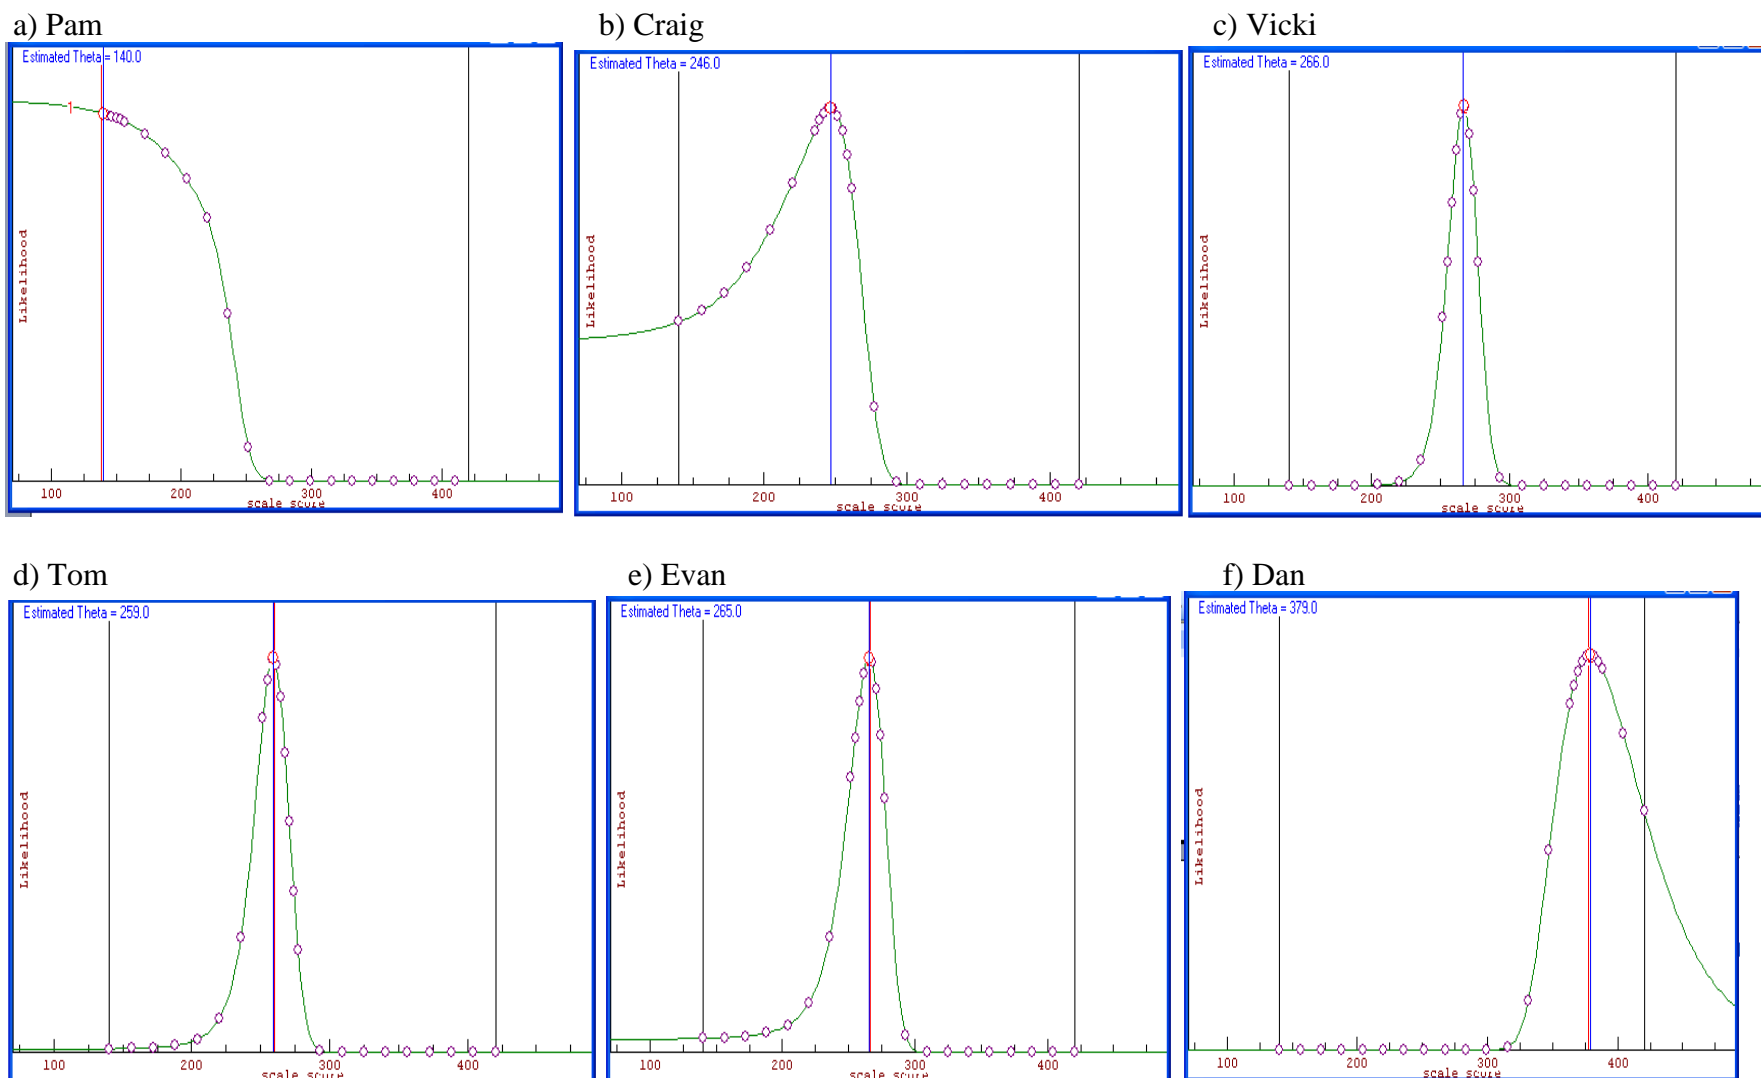 a) Pam
b) Craig
c) Vicki
Estimated Theta = 140.0
Estimated Theta = 246.0
Estimated Theta = 266.0
1
Likelihood
Likelihood
Likelihood
100 200 300 400
scale score
100 200 300 400
scale score
100 200 300 400
scale score
d) Tom
e) Evan
f) Dan
Estimated Theta = 259.0
Estimated Theta = 265.0
Estimated Theta = 379.0
Likelihood
Likelihood
Likelihood
100 200 300 400
scale score
100 200 300 400
scale score
100 200 300 400
scale score